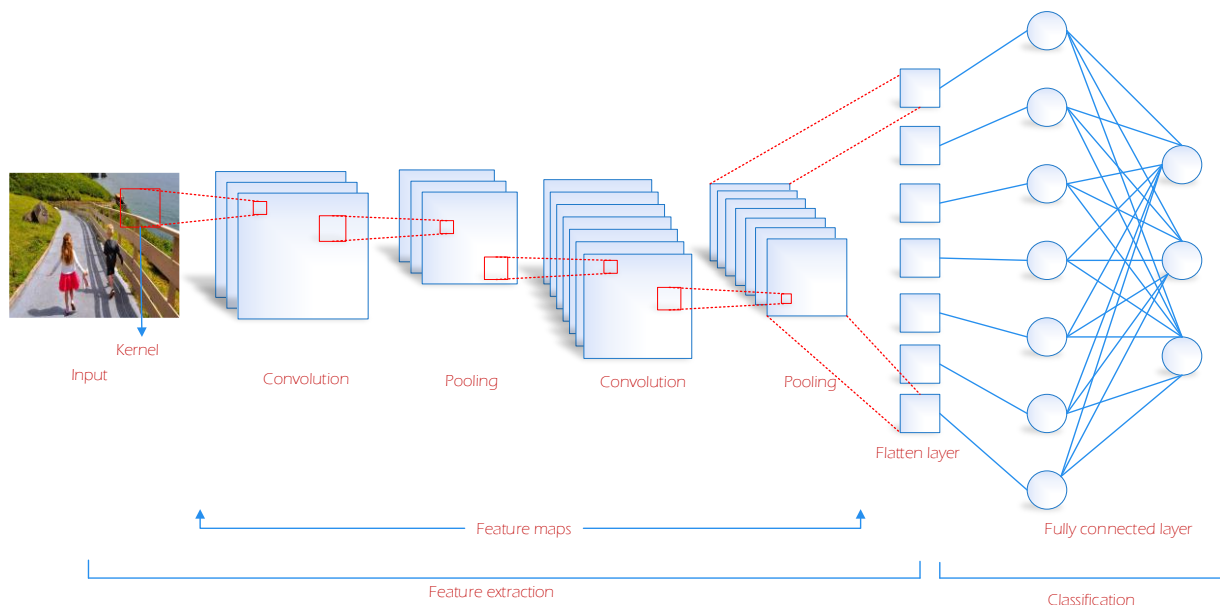 Kernel
Input
Convolution
Pooling
Convolution
Pooling
Flatten layer
Feature maps
Fully connected layer
Feature extraction
Classification